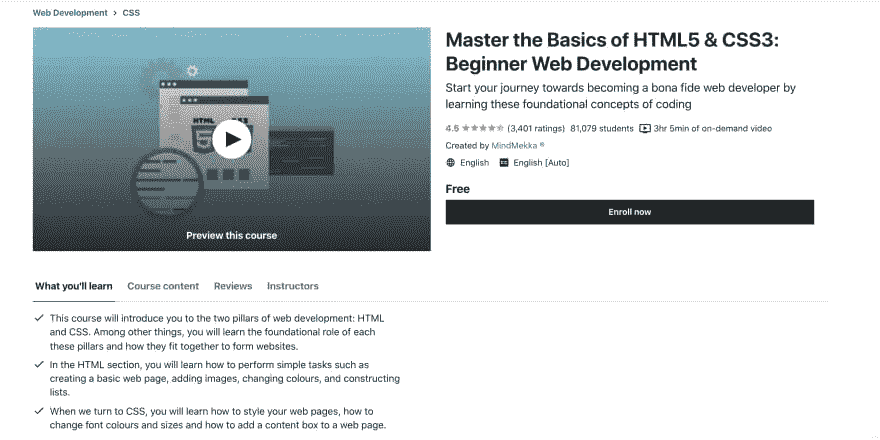 Web Development > CSS
Master the Basics of HTML5 & CSS3:
Beginner Web Development
Start your journey towards becoming a bona fide web developer by
learning these foundational concepts of coding
4.5 (3,401 ratings) 81,079 students 3hr 5min of on-demand video
Created by MindMekka ®
English CC English [Auto]
Free
Enroll now
HTML CSS3
5
Preview this course
What you'll learn Course content Reviews Instructors
This course will introduce you to the two pillars of web development: HTML
and CSS. Among other things, you will learn the foundational role of each
these pillars and how they fit together to form websites.
In the HTML section, you will learn how to perform simple tasks such as
creating a basic web page, adding images, changing colours, and constructing
lists.
When we turn to CSS, you will learn how to style your web pages, how to
change font colours and sizes and how to add a content box to a web page.